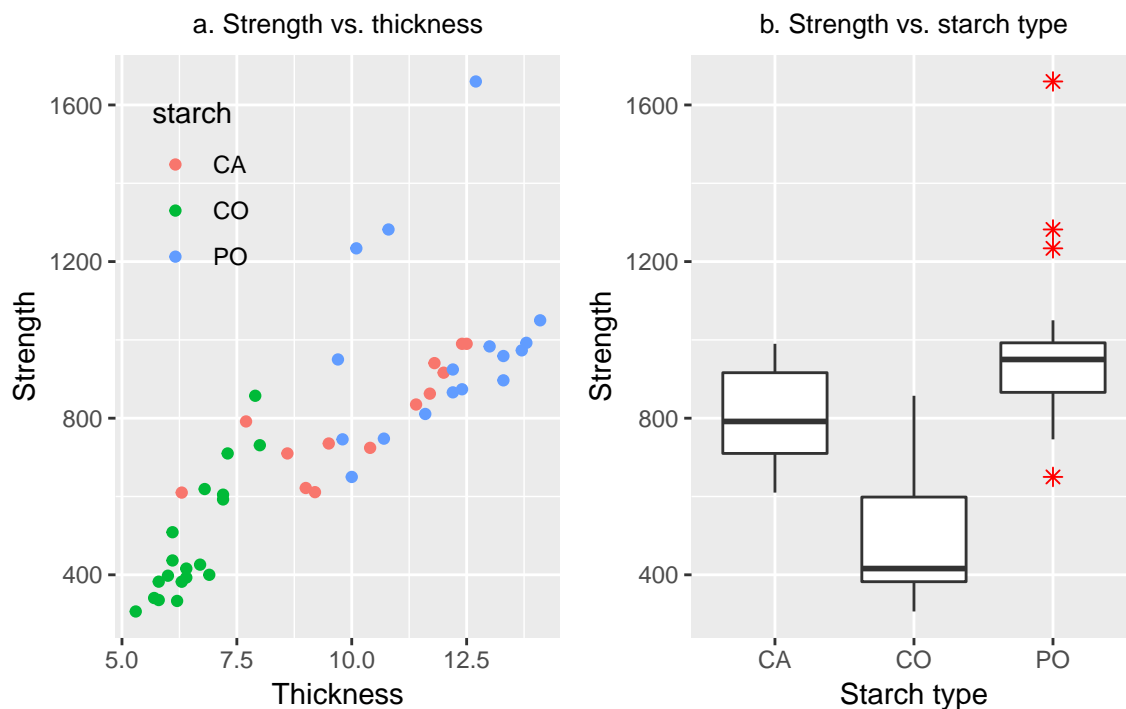 a. Strength vs. thickness
1600
1200
800
400
Strength
starch
CA
CO
PO
5.0 7.5 10.0 12.5
Thickness
b. Strength vs. starch type
1600
1200
800
400
Strength
CA CO PO
Starch type